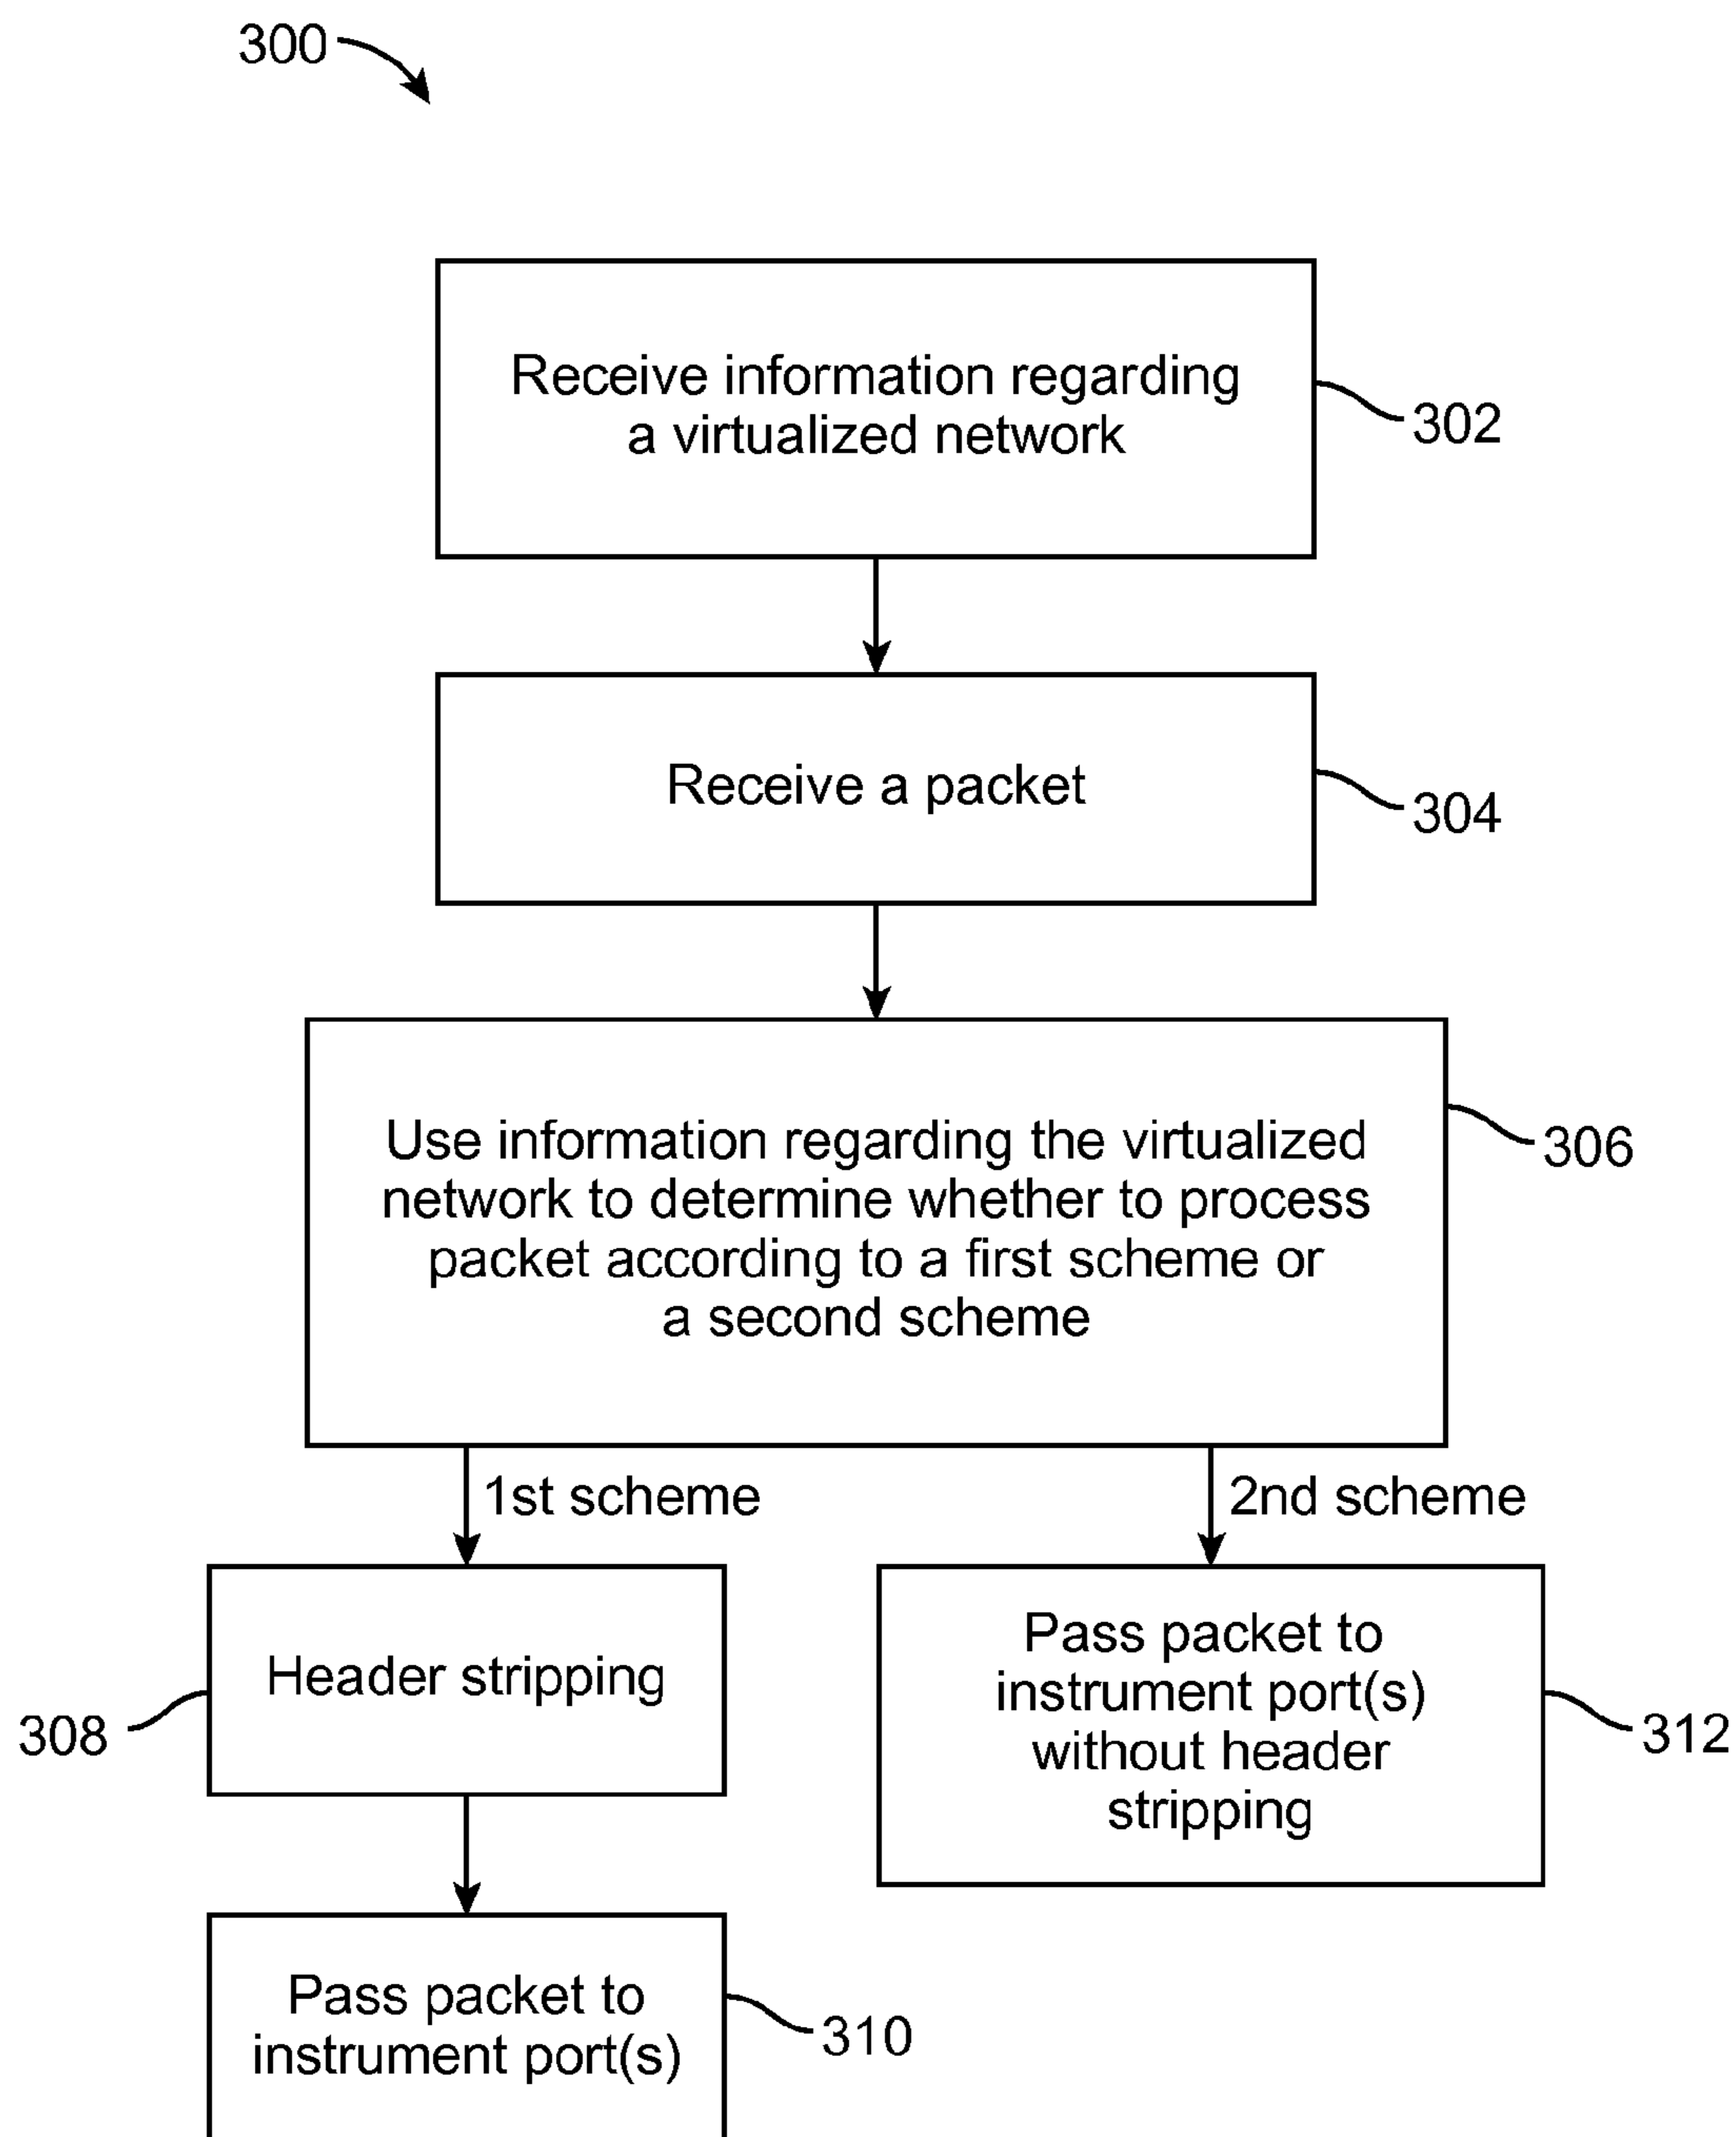 300
Receive information regarding
a virtualized network
302
Receive a packet
304
Use information regarding the virtualized
network to determine whether to process
packet according to a first scheme or
a second scheme
306
1st scheme
2nd scheme
Header stripping
308
Pass packet to
instrument port(s)
without header
stripping
312
Pass packet to
instrument port(s)
310